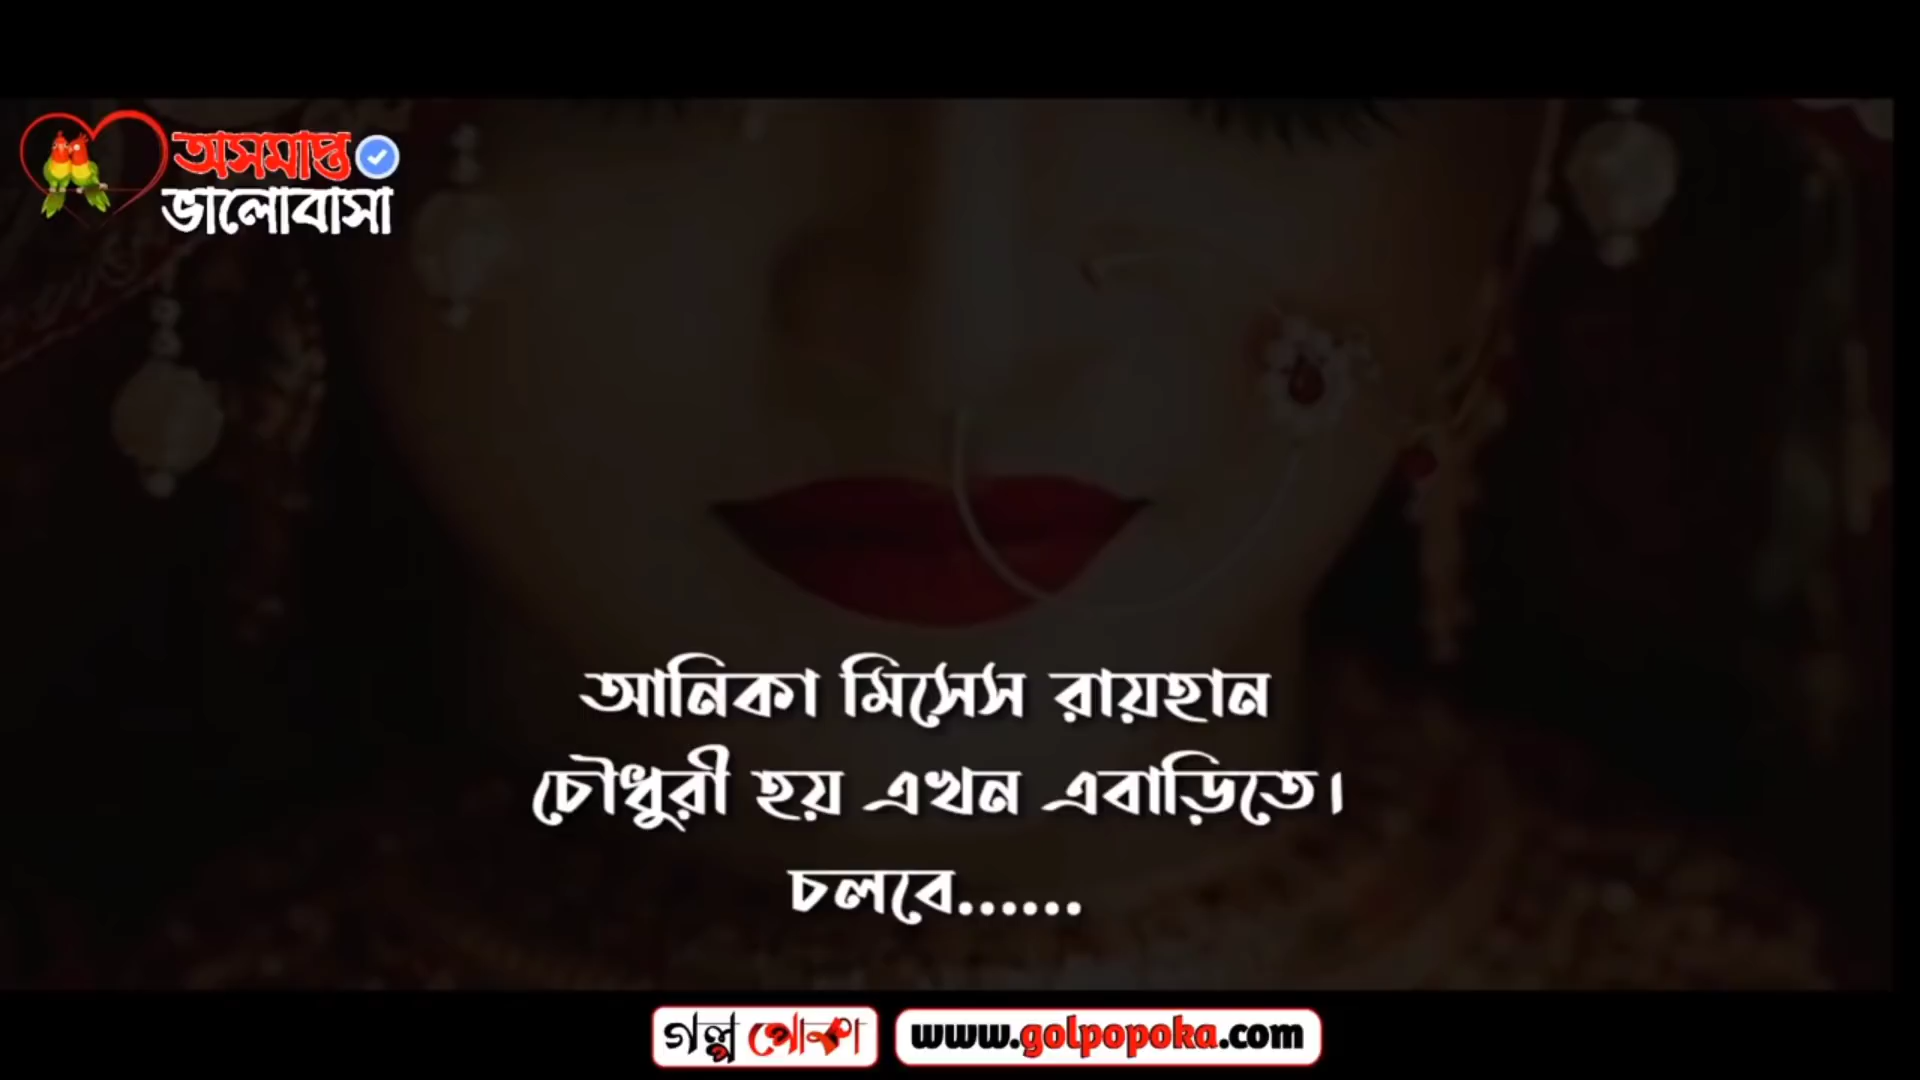 অসমাপ্ত
ভালোবাসা
আনিকা মিসেস রায়হান
চৌধুরী হয় এখন এবাড়িতে।
চলবে......
গল্প পোকা www.golpopoka.com